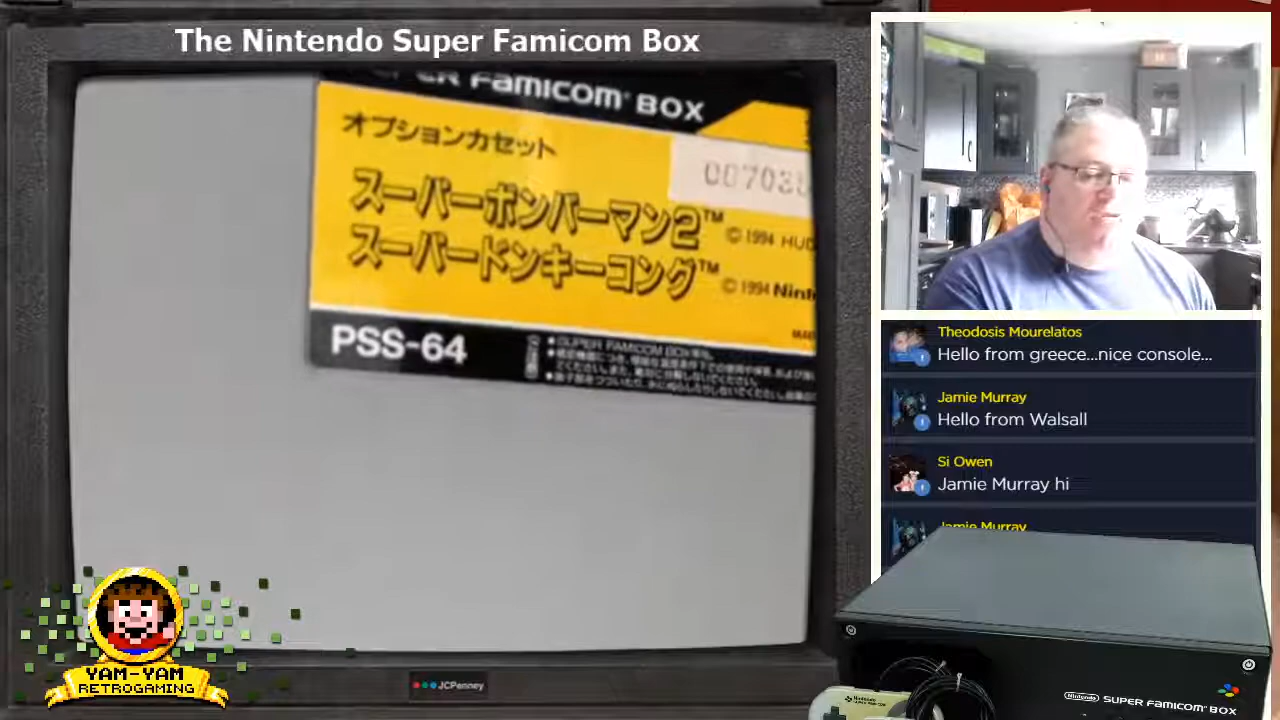 The Nintendo Super Famicom Box
FAMICOM BOX
オプションカセット
スーパーボンバーマン2™
© 1994 HUD
スーパードンキーコング™
© 1994 Nint
PSS-64
Theodosis Mourelatos
Hello from greece...nice console...
Jamie Murray
Hello from Walsall
Si Owen
Jamie Murray hi
Jamie Murray
YAM-YAM
RETROGAMING
JCPenney
Nintendo SUPER FAMICOM BOX